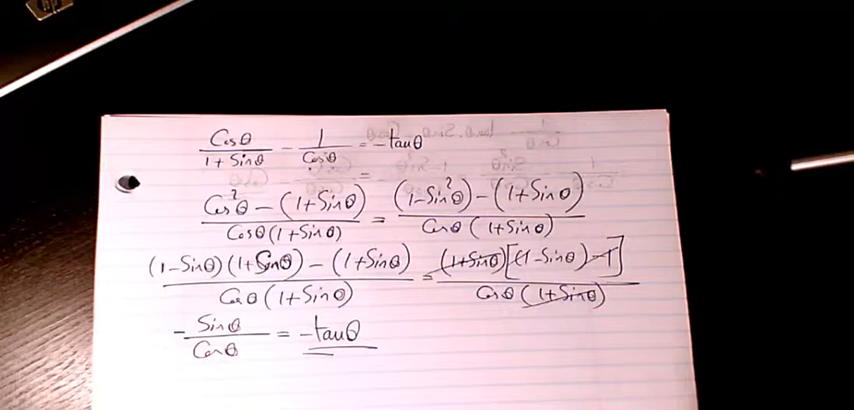 Cosθ/(1 + Sinθ) - 1/Cosθ = -tanθ
=
(Cos²θ - (1+Sinθ))/(Cosθ(1+Sinθ)) = ((1-Sin²θ) - (1+Sinθ))/(Cosθ(1+Sinθ))
((1-Sinθ)(1+Sinθ) - (1+Sinθ))/(Cosθ(1+Sinθ)) = (1+Sinθ)[(1-Sinθ)-1]/(Cosθ(1+Sinθ))
-Sinθ/Cosθ = -tanθ